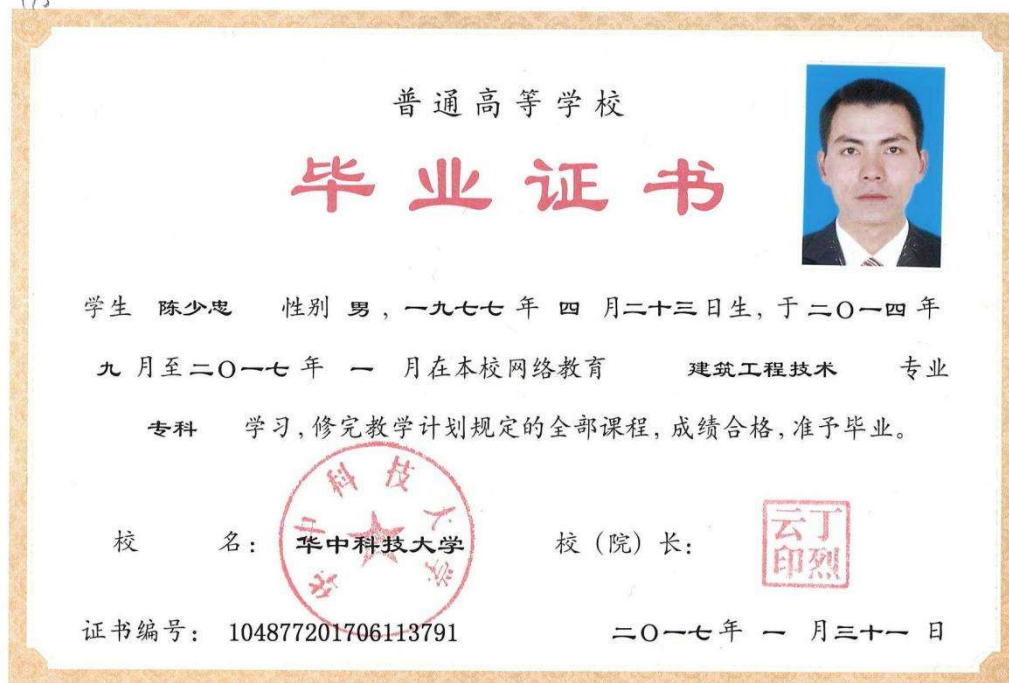 普通高等学校
毕业证书
学生 陈少忠 性别 男，一九七七年 四 月二十三日生，于二〇一四年
九 月至二〇一七年 一 月在本校网络教育 建筑工程技术 专业
专科 学习，修完教学计划规定的全部课程，成绩合格，准予毕业。
华中科技大学
校 名：华中科技大学 校（院）长：
云丁
印烈
证书编号：104877201706113791 二〇一七年 一 月三十一日